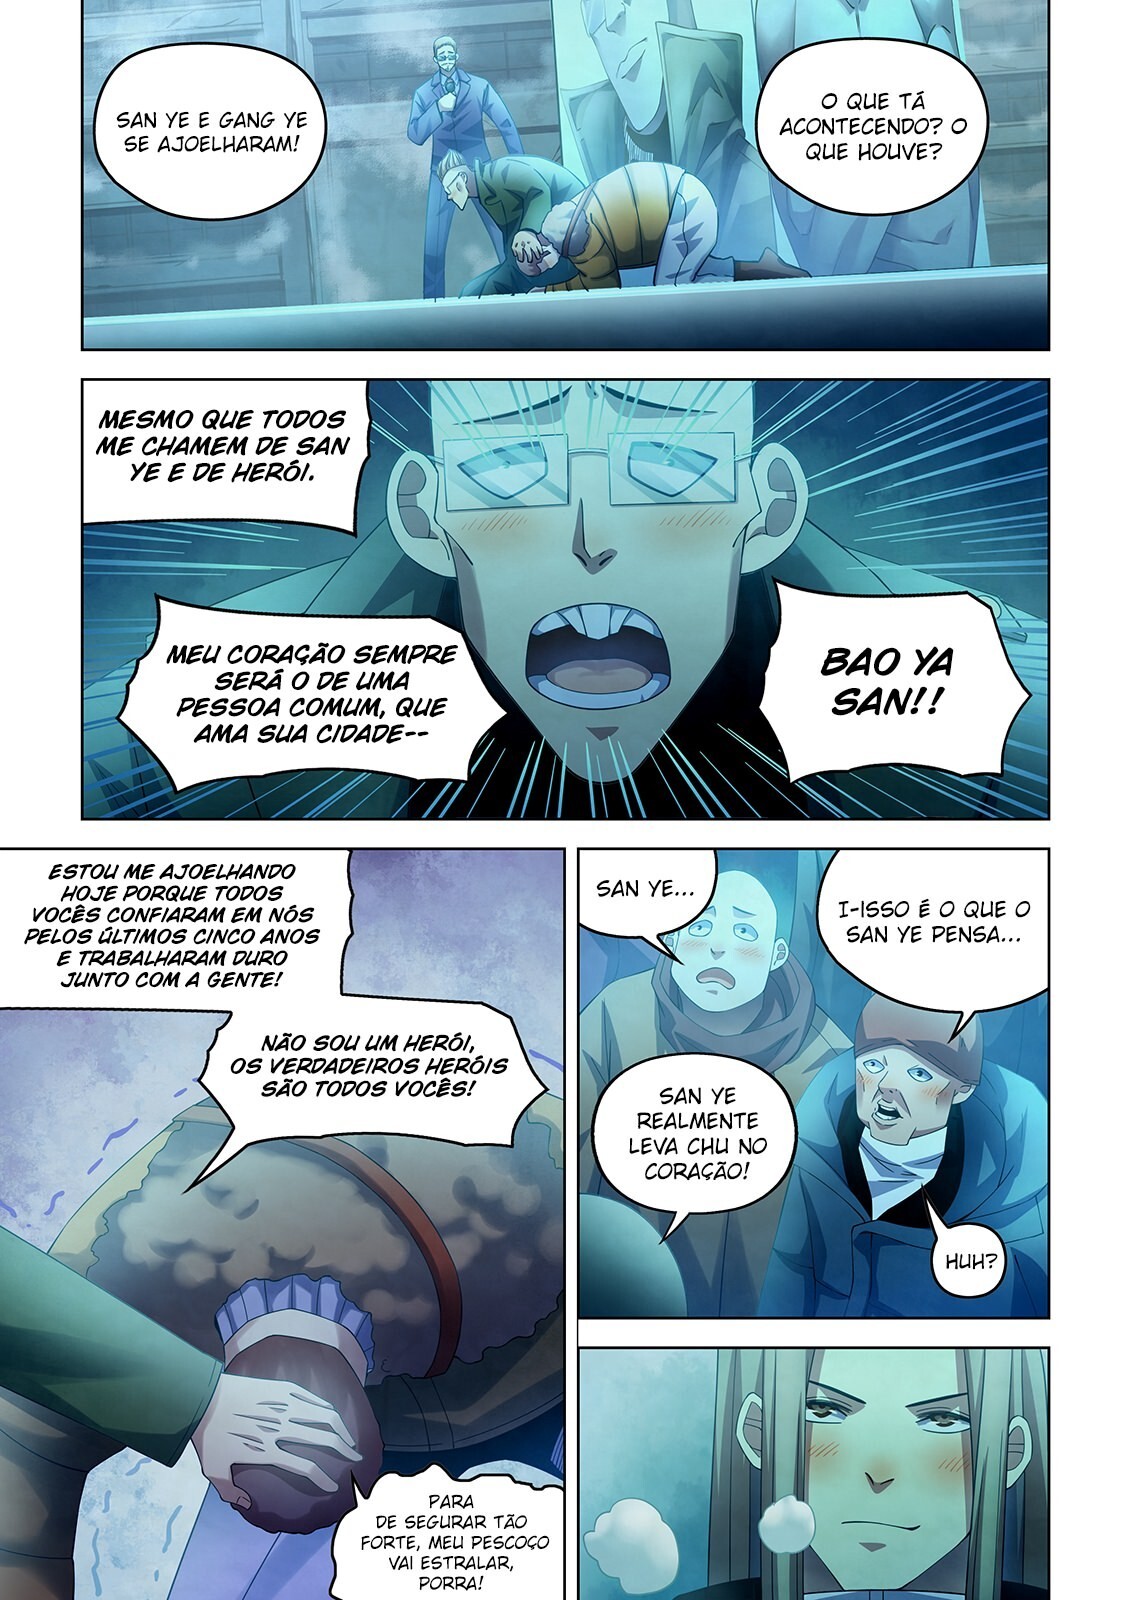 SAN YE E GANG YE
SE AJOELHARAM!
O QUE TÁ
ACONTECENDO? O
QUE HOUVE?
MESMO QUE TODOS
ME CHAMEM DE SAN
YE E DE HERÓI.
MEU CORAÇÃO SEMPRE
SERÁ O DE UMA
PESSOA COMUM, QUE
AMA SUA CIDADE--
BAO YA
SAN!!
ESTOU ME AJOELHANDO
HOJE PORQUE TODOS
VOCÊS CONFIARAM EM NÓS
PELOS ÚLTIMOS CINCO ANOS
E TRABALHARAM DURO
JUNTO COM A GENTE!
NÃO SOU UM HERÓI,
OS VERDADEIROS HERÓIS
SÃO TODOS VOCÊS!
PARA
DE SEGURAR TÃO
FORTE, MEU PESCOÇO
VAI ESTRALAR,
PORRA!
SAN YE...
I-ISSO É O QUE O
SAN YE PENSA...
SAN YE
REALMENTE
LEVA CHU NO
CORAÇÃO!
HUH?